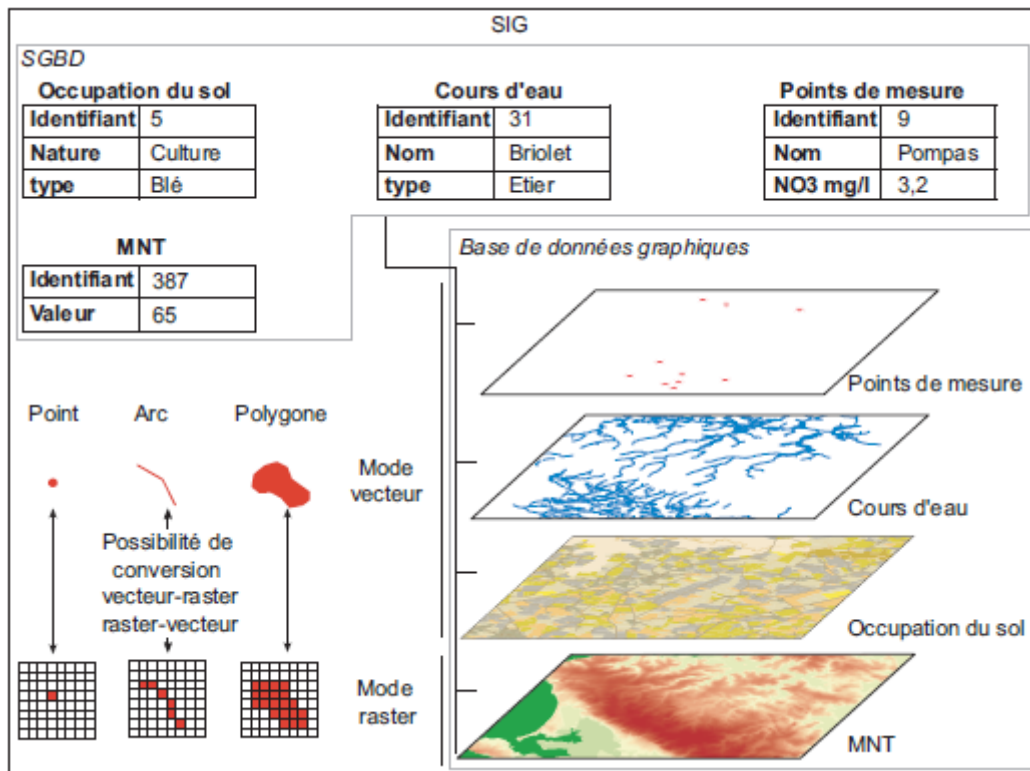 SIG
SGBD
Occupation du sol
Identifiant 5
Nature Culture
type Blé
Cours d'eau
Identifiant 31
Nom Briolet
type Etier
Points de mesure
Identifiant 9
Nom Pompas
NO3 mg/l 3,2
MNT
Identifiant 387
Valeur 65
Base de données graphiques
Points de mesure
Cours d'eau
Occupation du sol
MNT
Point Arc Polygone
Mode
vecteur
Possibilité de
conversion
vecteur-raster
raster-vecteur
Mode
raster